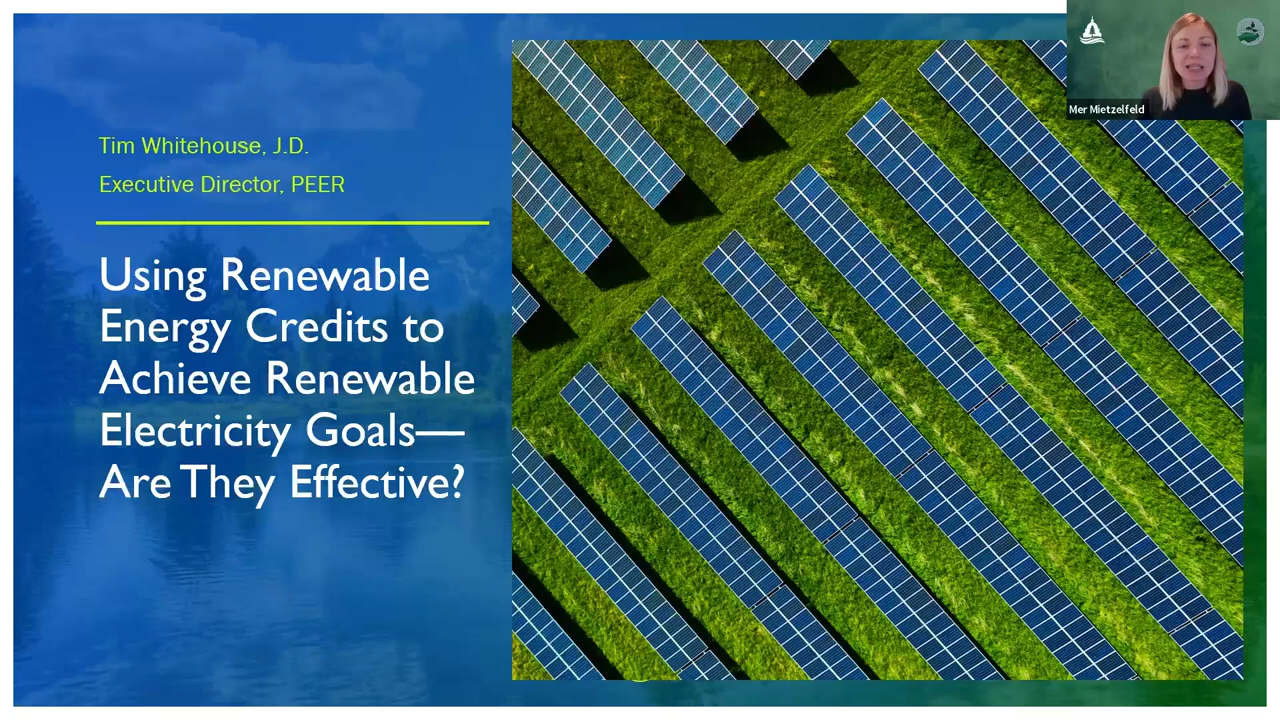 Tim Whitehouse, J.D.
Executive Director, PEER
Using Renewable
Energy Credits to
Achieve Renewable
Electricity Goals—
Are They Effective?
Mer Mietzelfeld